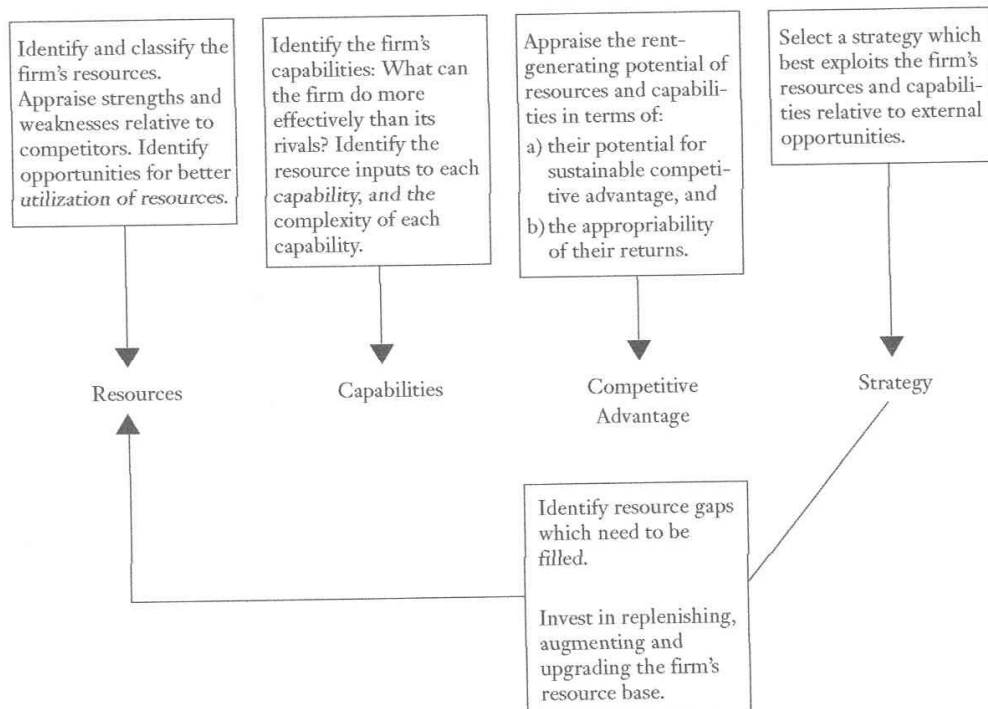 Identify and classify the
firm's resources.
Appraise strengths and
weaknesses relative to
competitors. Identify
opportunities for better
utilization of resources.
Identify the firm's
capabilities: What can
the firm do more
effectively than its
rivals? Identify the
resource inputs to each
capability, and the
complexity of each
capability.
Appraise the rent-
generating potential of
resources and capabili-
ties in terms of:
a) their potential for
sustainable competi-
tive advantage, and
b) the appropriability
of their returns.
Select a strategy which
best exploits the firm's
resources and capabili-
ties relative to external
opportunities.
Resources
Capabilities
Competitive
Advantage
Strategy
Identify resource gaps
which need to be
filled.
Invest in replenishing,
augmenting and
upgrading the firm's
resource base.